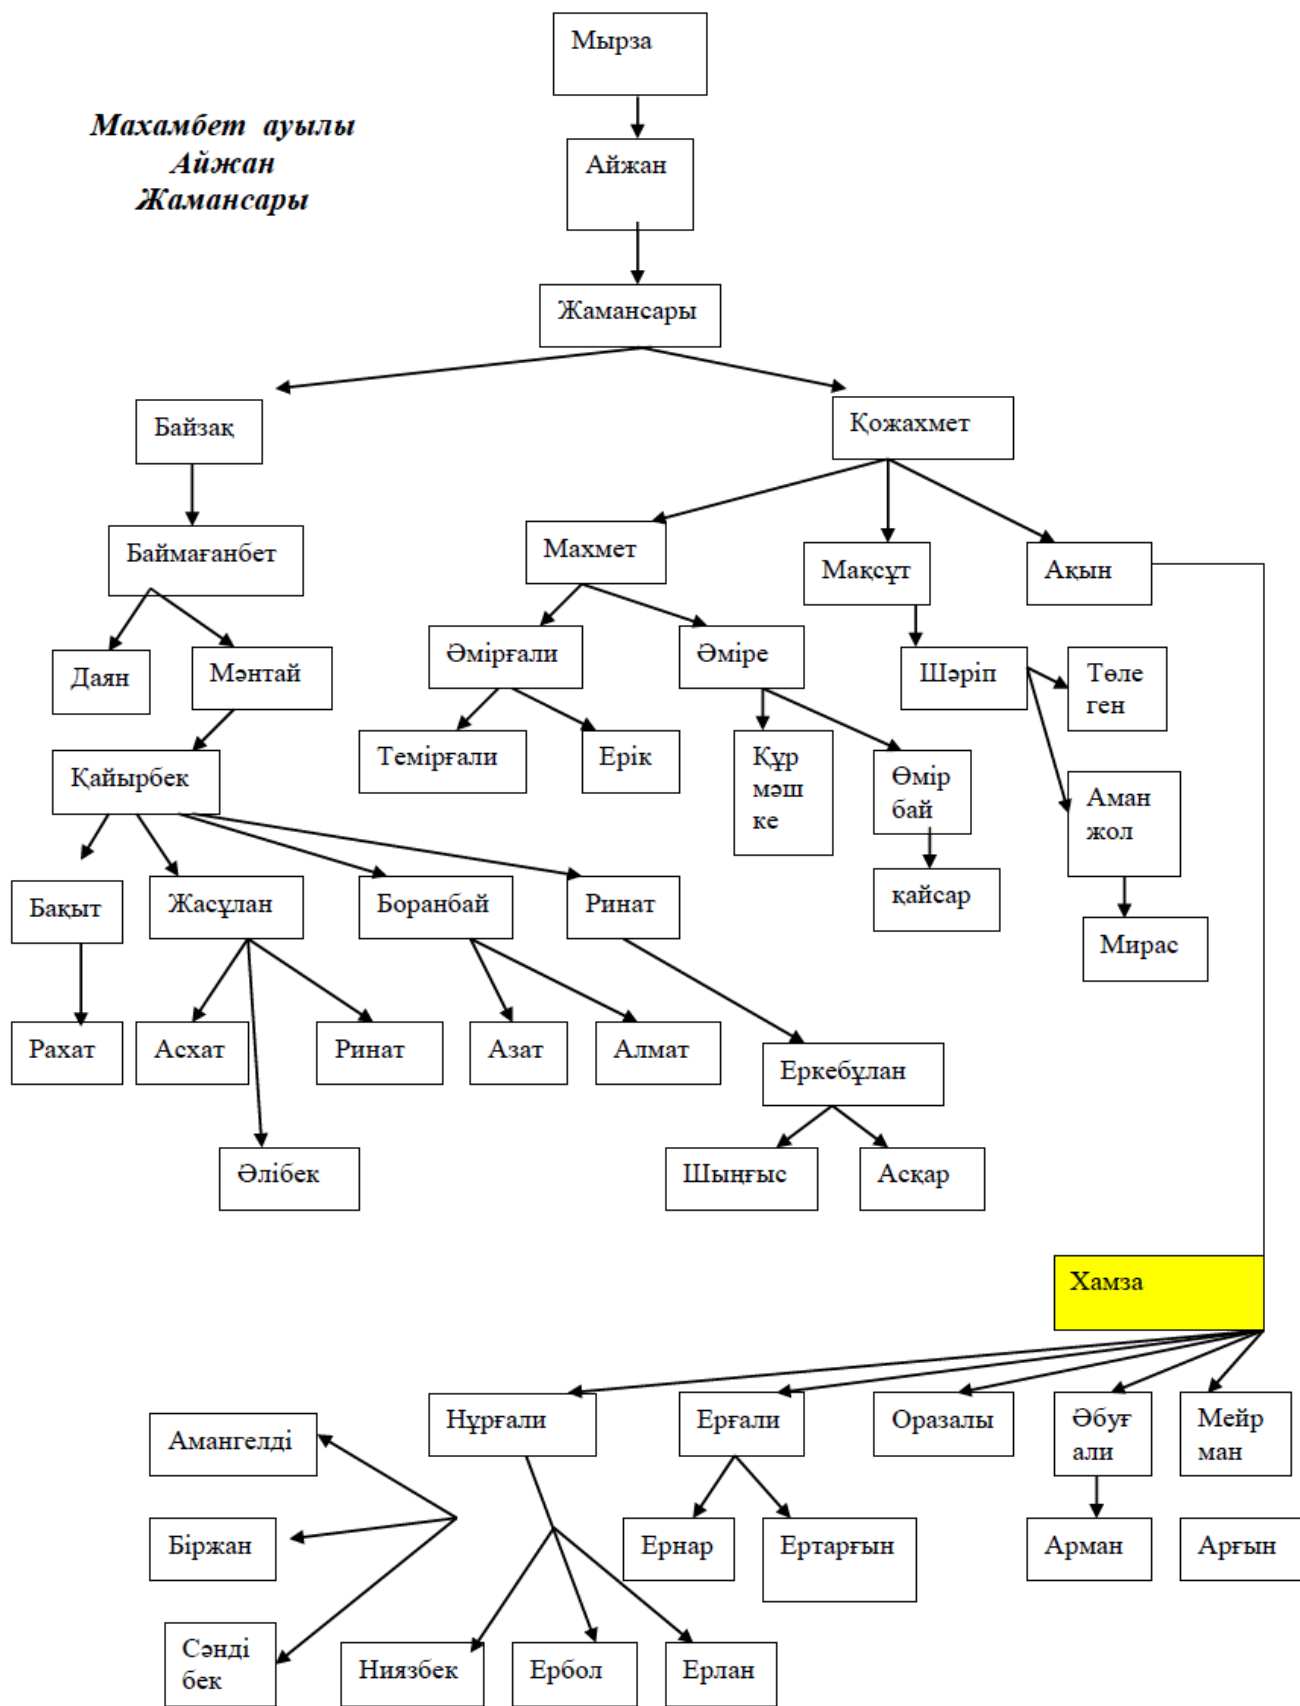 Мырза
Махамбет ауылы
Айжан
Жамансары
Айжан
Жамансары
Байзақ
Қожахмет
Баймағанбет
Махмет
Мақсұт
Ақын
Даян
Мәнтай
Әмірғали
Әміре
Шәріп
Төле
ген
Қайырбек
Темірғали
Ерік
Құр
мәш
ке
Өмір
бай
Аман
жол
Бақыт
Жасұлан
Боранбай
Ринат
қайсар
Мирас
Рахат
Асхат
Ринат
Азат
Алмат
Еркебұлан
Әлібек
Шыңғыс
Асқар
Хамза
Амангелді
Нұрғали
Ерғали
Оразалы
Әбуғ
али
Мейр
ман
Біржан
Ернар
Ертарғын
Арман
Арғын
Сәнді
бек
Ниязбек
Ербол
Ерлан